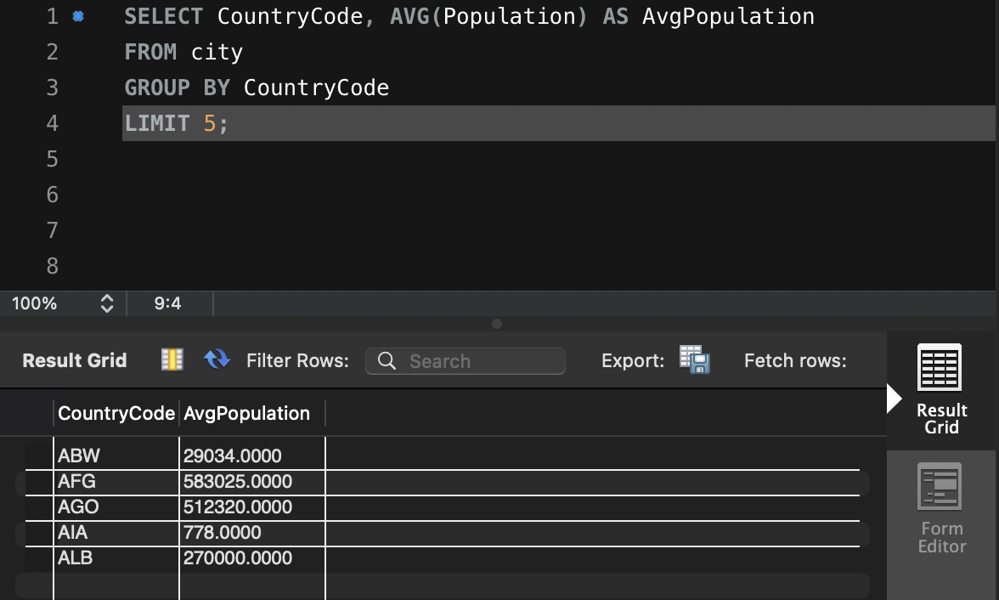 1 SELECT CountryCode, AVG(Population) AS AvgPopulation
2 FROM city
3 GROUP BY CountryCode
4 LIMIT 5;
5
6
7
8
100% 9:4
Result Grid Filter Rows: Search Export: Fetch rows:
Result
Grid
CountryCode AvgPopulation
ABW 29034.0000
AFG 583025.0000
AGO 512320.0000
AIA 778.0000
ALB 270000.0000
Form
Editor